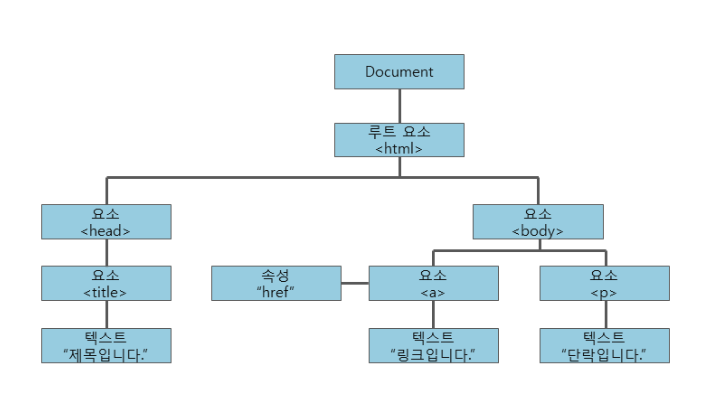 Document
루트 요소
<html>
요소
<head>
요소
<body>
요소
<title>
속성
“href”
요소
<a>
요소
<p>
텍스트
“제목입니다.”
텍스트
“링크입니다.”
텍스트
“단락입니다.”